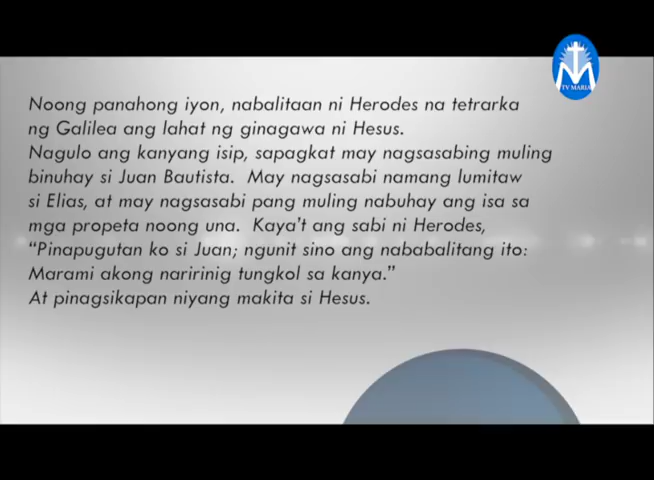 TV MARIA
Noong panahong iyon, nabalitaan ni Herodes na tetrarka
ng Galilea ang lahat ng ginagawa ni Hesus.
Nagulo ang kanyang isip, sapagkat may nagsasabing muling
binuhay si Juan Bautista.  May nagsasabi namang lumitaw
si Elias, at may nagsasabi pang muling nabuhay ang isa sa
mga propeta noong una.  Kaya't ang sabi ni Herodes,
“Pinapugutan ko si Juan; ngunit sino ang nababalitang ito:
Marami akong naririnig tungkol sa kanya.”
At pinagsikapan niyang makita si Hesus.